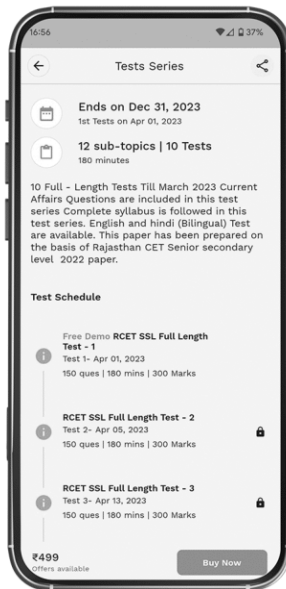 16:56
37%
Tests Series
Ends on Dec 31, 2023
1st Tests on Apr 01, 2023
12 sub-topics | 10 Tests
180 minutes
10 Full - Length Tests Till March 2023 Current
Affairs Questions are included in this test
series Complete syllabus is followed in this
test series. English and hindi (Bilingual) Test
are available. This paper has been prepared on
the basis of Rajasthan CET Senior secondary
level 2022 paper.
Test Schedule
Free Demo RCET SSL Full Length
Test - 1
Test 1- Apr 01, 2023
150 ques | 180 mins | 300 Marks
RCET SSL Full Length Test - 2
Test 2- Apr 05, 2023
150 ques | 180 mins | 300 Marks
RCET SSL Full Length Test - 3
Test 3- Apr 13, 2023
150 ques | 180 mins | 300 Marks
₹499
Offers available
Buy Now